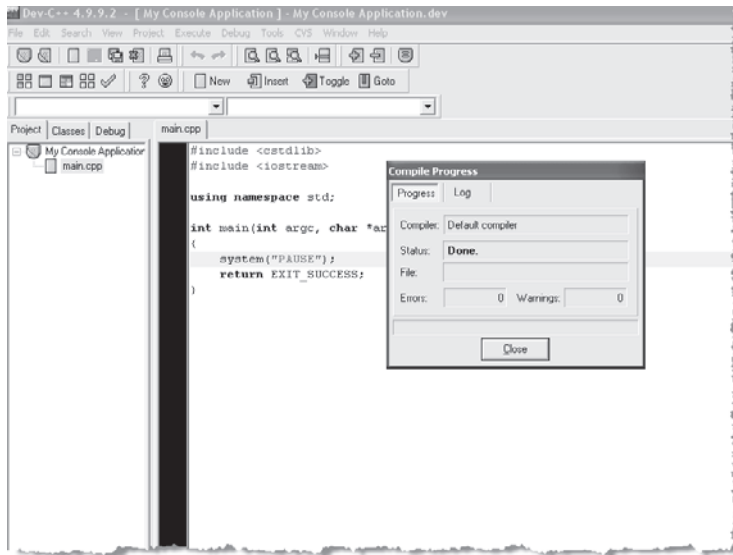 Dev-C++ 4.9.9.2 - [ My Console Application ] - My Console Application.dev
File Edit Search View Project Execute Debug Tools CVS Window Help
New Insert Toggle Goto
Project Classes Debug
main.cpp
My Console Application
main.cpp
#include <cstdlib>
#include <iostream>
using namespace std;
int main(int argc, char *ar
{
system("PAUSE");
return EXIT_SUCCESS;
}
Compile Progress
Progress Log
Compiler: Default compiler
Status: Done.
File:
Errors: 0 Warnings: 0
Close